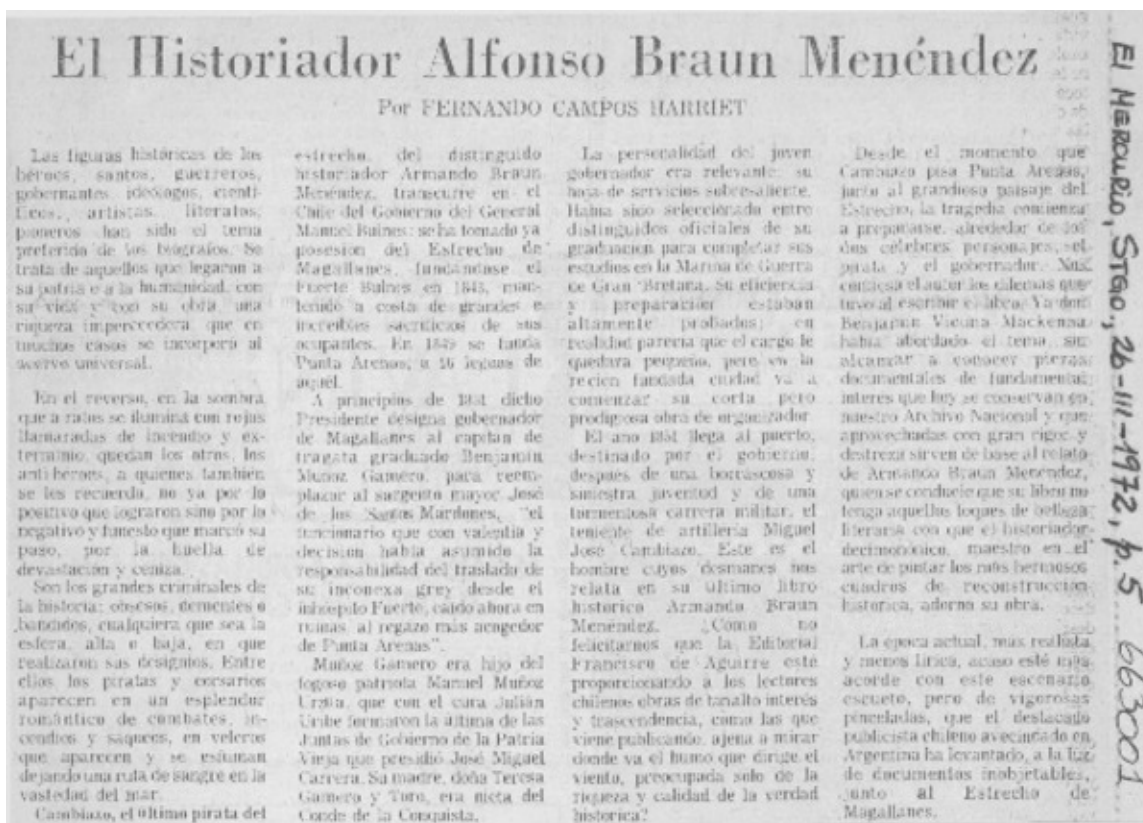 El Historiador Alfonso Braun Menéndez
Por FERNANDO CAMPOS HARRIET
Las figuras históricas de los
héroes, santos, guerreros,
gobernantes, ideólogos, cientí-
ficos, artistas, literatos,
pioneros han sido el tema
preferido de los biógrafos. Se
trata de aquellos que legaron a
su patria o a la humanidad, con
su vida y con su obra, una
riqueza imperecedera que en
muchos casos se incorporó al
acervo universal.
En el reverso, en la sombra
que a ratos se ilumina con rojas
llamaradas de incendio y ex-
terminio, quedan los otros, los
antihéroes, a quienes también
se les recuerda, no ya por lo
positivo que lograron sino por lo
negativo y funesto que marcó su
paso, por la huella de
devastación y ceniza.
Son los grandes criminales de
la historia: obsesos, dementes o
bandidos, cualquiera que sea la
esfera, alta o baja, en que
realizaron sus designios. Entre
ellos los piratas y corsarios
aparecen en un esplendor
romántico de combates, in-
cendios y saqueos, en veleros
que aparecen y se esfuman
dejando una ruta de sangre en la
vastedad del mar.
Cambiazo, el último pirata del
estrecho, del distinguido
historiador Armando Braun
Menéndez, transcurre en el
Chile del Gobierno del General
Manuel Bulnes: se ha tomado ya
posesión del Estrecho de
Magallanes, fundándose el
Fuerte Bulnes en 1843, man-
tenido a costa de grandes e
increíbles sacrificios de sus
ocupantes. En 1849 se funda
Punta Arenas, a 16 leguas de
aquél.
A principios de 1851 dicho
Presidente designa gobernador
de Magallanes al capitán de
fragata graduado Benjamín
Muñoz Gamero, para reem-
plazar al sargento mayor José
de los Santos Mardones, "el
funcionario que con valentía y
decisión había asumido la
responsabilidad del traslado de
su inconexa grey desde el
inhóspito Fuerte, caído ahora en
ruinas, al regazo más acogedor
de Punta Arenas".
Muñoz Gamero era hijo del
fogoso patriota Manuel Muñoz
Urzúa, que con el cura Julián
Uribe formaron la última de las
Juntas de Gobierno de la Patria
Vieja que presidió José Miguel
Carrera. Su madre, doña Teresa
Gamero y Toro, era nieta del
Conde de la Conquista.
La personalidad del joven
gobernador era relevante, su
hoja de servicios sobresaliente.
Había sido seleccionado entre
distinguidos oficiales de su
graduación para completar sus
estudios en la Marina de Guerra
de Gran Bretaña. Su eficiencia
y preparación estaban
altamente probados; en
realidad parecía que el cargo le
quedara pequeño, pero en la
recién fundada ciudad va a
comenzar su corta pero
prodigiosa obra de organizador.
El año 1851 llega al puerto,
destinado por el gobierno,
después de una borrascosa y
siniestra juventud y de una
tormentosa carrera militar, el
teniente de artillería Miguel
José Cambiazo. Este es el
hombre cuyos desmanes nos
relata en su último libro
histórico Armando Braun
Menéndez. ¿Cómo no
felicitarnos que la Editorial
Francisco de Aguirre esté
proporcionando a los lectores
chilenos obras de tan alto interés
y trascendencia, como las que
viene publicando, ajena a mirar
donde va el humo que dirige el
viento, preocupada sólo de la
riqueza y calidad de la verdad
histórica?
Desde el momento que
Cambiazo pisa Punta Arenas,
junto al grandioso paisaje del
Estrecho, la tragedia comienza
a prepararse, alrededor de los
dos célebres personajes, el
pirata y el gobernador. Nos
confiesa el autor los dilemas que
tuvo al escribir el libro. Ya don
Benjamín Vicuña Mackenna
había abordado el tema, sin
alcanzar a conocer piezas
documentales de fundamental
interés que hoy se conservan en
nuestro Archivo Nacional y que
aprovechadas con gran rigor y
destreza sirven de base al relato
de Armando Braun Menéndez,
quien se conduele que su libro no
tenga aquellos toques de belleza
literaria con que el historiador
decimonónico, maestro en el
arte de pintar los más hermosos
cuadros de reconstrucción
histórica, adorna su obra.
La época actual, más realista
y menos lírica, acaso esté más
acorde con este escenario
escueto, pero de vigorosas
pinceladas, que el destacado
publicista chileno avecindado en
Argentina ha levantado, a la luz
de documentos inobjetables,
junto al Estrecho de
Magallanes.
El Mercurio, Stgo., 26-III-1972, p.5 663001